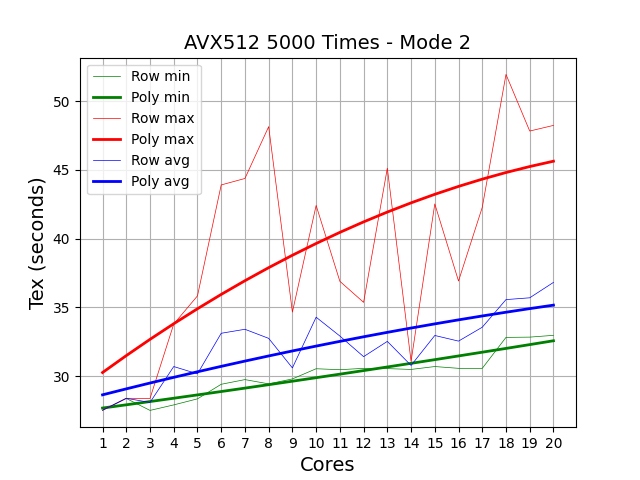 AVX512 5000 Times - Mode 2
Row min
Poly min
Row max
Poly max
Row avg
Poly avg
Tex (seconds)
50
45
40
35
30
1 2 3 4 5 6 7 8 9 10 11 12 13 14 15 16 17 18 19 20
Cores